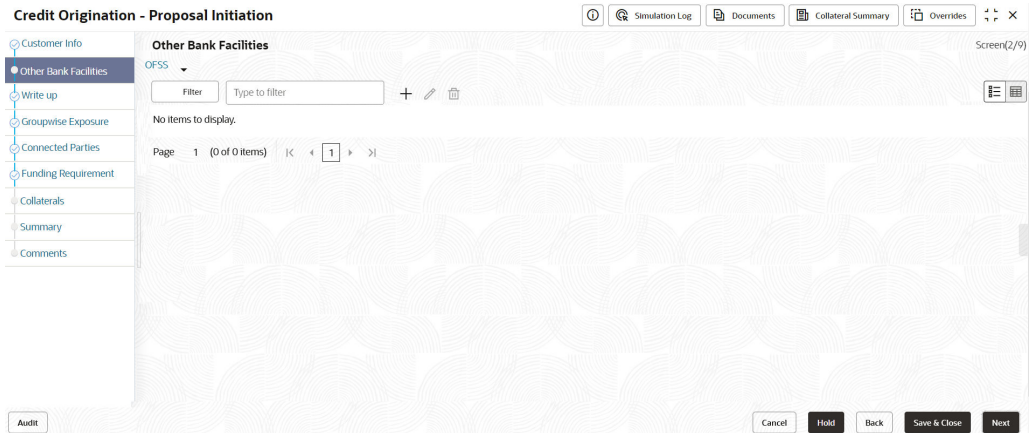 Credit Origination - Proposal Initiation
Simulation Log
Documents
Collateral Summary
Overrides
Customer Info
Other Bank Facilities
Write up
Groupwise Exposure
Connected Parties
Funding Requirement
Collaterals
Summary
Comments
Other Bank Facilities
Screen(2/9)
OFSS
Filter
Type to filter
No items to display.
Page 1 (0 of 0 items) 1
Audit
Cancel
Hold
Back
Save & Close
Next